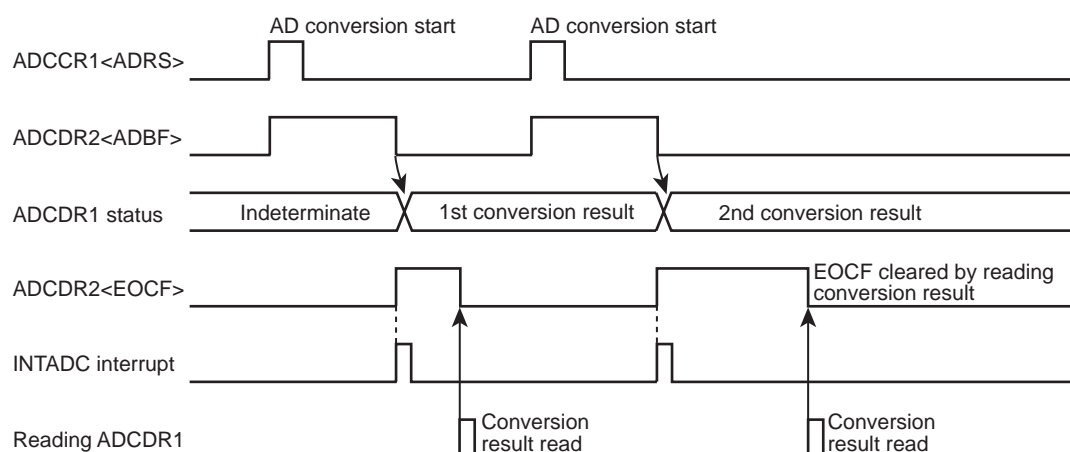 AD conversion start
AD conversion start
ADCCR1<ADRS>
ADCDR2<ADBF>
ADCDR1 status
Indeterminate
1st conversion result
2nd conversion result
ADCDR2<EOCF>
EOCF cleared by reading
conversion result
INTADC interrupt
Reading ADCDR1
Conversion
result read
Conversion
result read